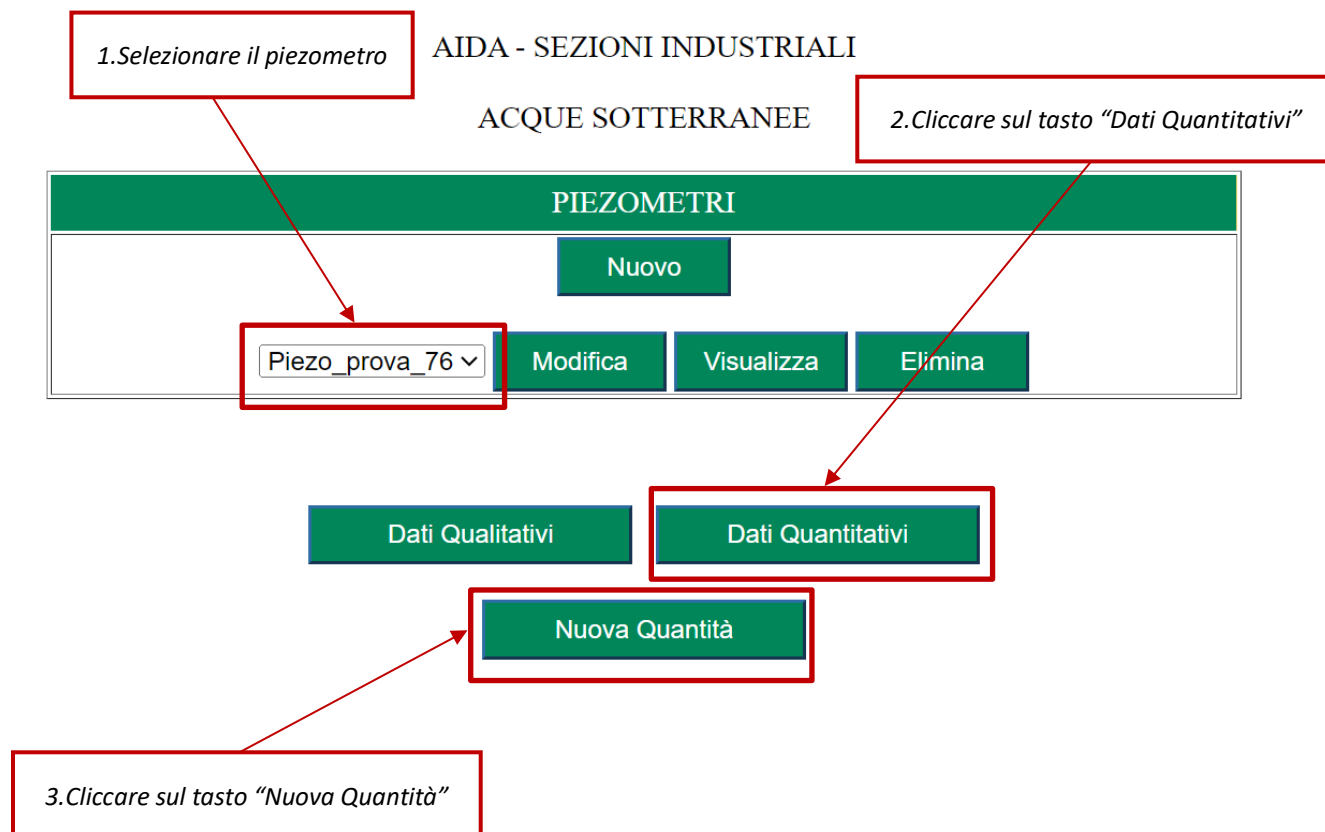 1.Selezionare il piezometro
AIDA - SEZIONI INDUSTRIALI
ACQUE SOTTERRANEE
2.Cliccare sul tasto “Dati Quantitativi”
PIEZOMETRI
Nuovo
Piezo_prova_76
Modifica
Visualizza
Elimina
Dati Qualitativi
Dati Quantitativi
Nuova Quantità
3.Cliccare sul tasto “Nuova Quantità”